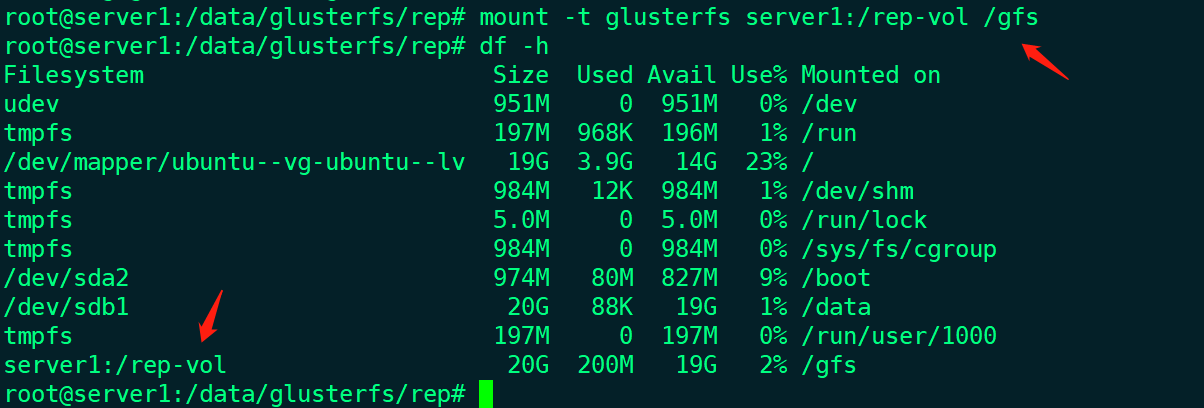 root@server1:/data/glusterfs/rep# mount -t glusterfs server1:/rep-vol /gfs
root@server1:/data/glusterfs/rep# df -h
Filesystem                         Size  Used Avail Use% Mounted on
udev                               951M     0  951M   0% /dev
tmpfs                              197M  968K  196M   1% /run
/dev/mapper/ubuntu--vg-ubuntu--lv   19G  3.9G   14G  23% /
tmpfs                              984M   12K  984M   1% /dev/shm
tmpfs                              5.0M     0  5.0M   0% /run/lock
tmpfs                              984M     0  984M   0% /sys/fs/cgroup
/dev/sda2                          974M   80M  827M   9% /boot
/dev/sdb1                           20G   88K   19G   1% /data
tmpfs                              197M     0  197M   0% /run/user/1000
server1:/rep-vol                    20G  200M   19G   2% /gfs
root@server1:/data/glusterfs/rep#